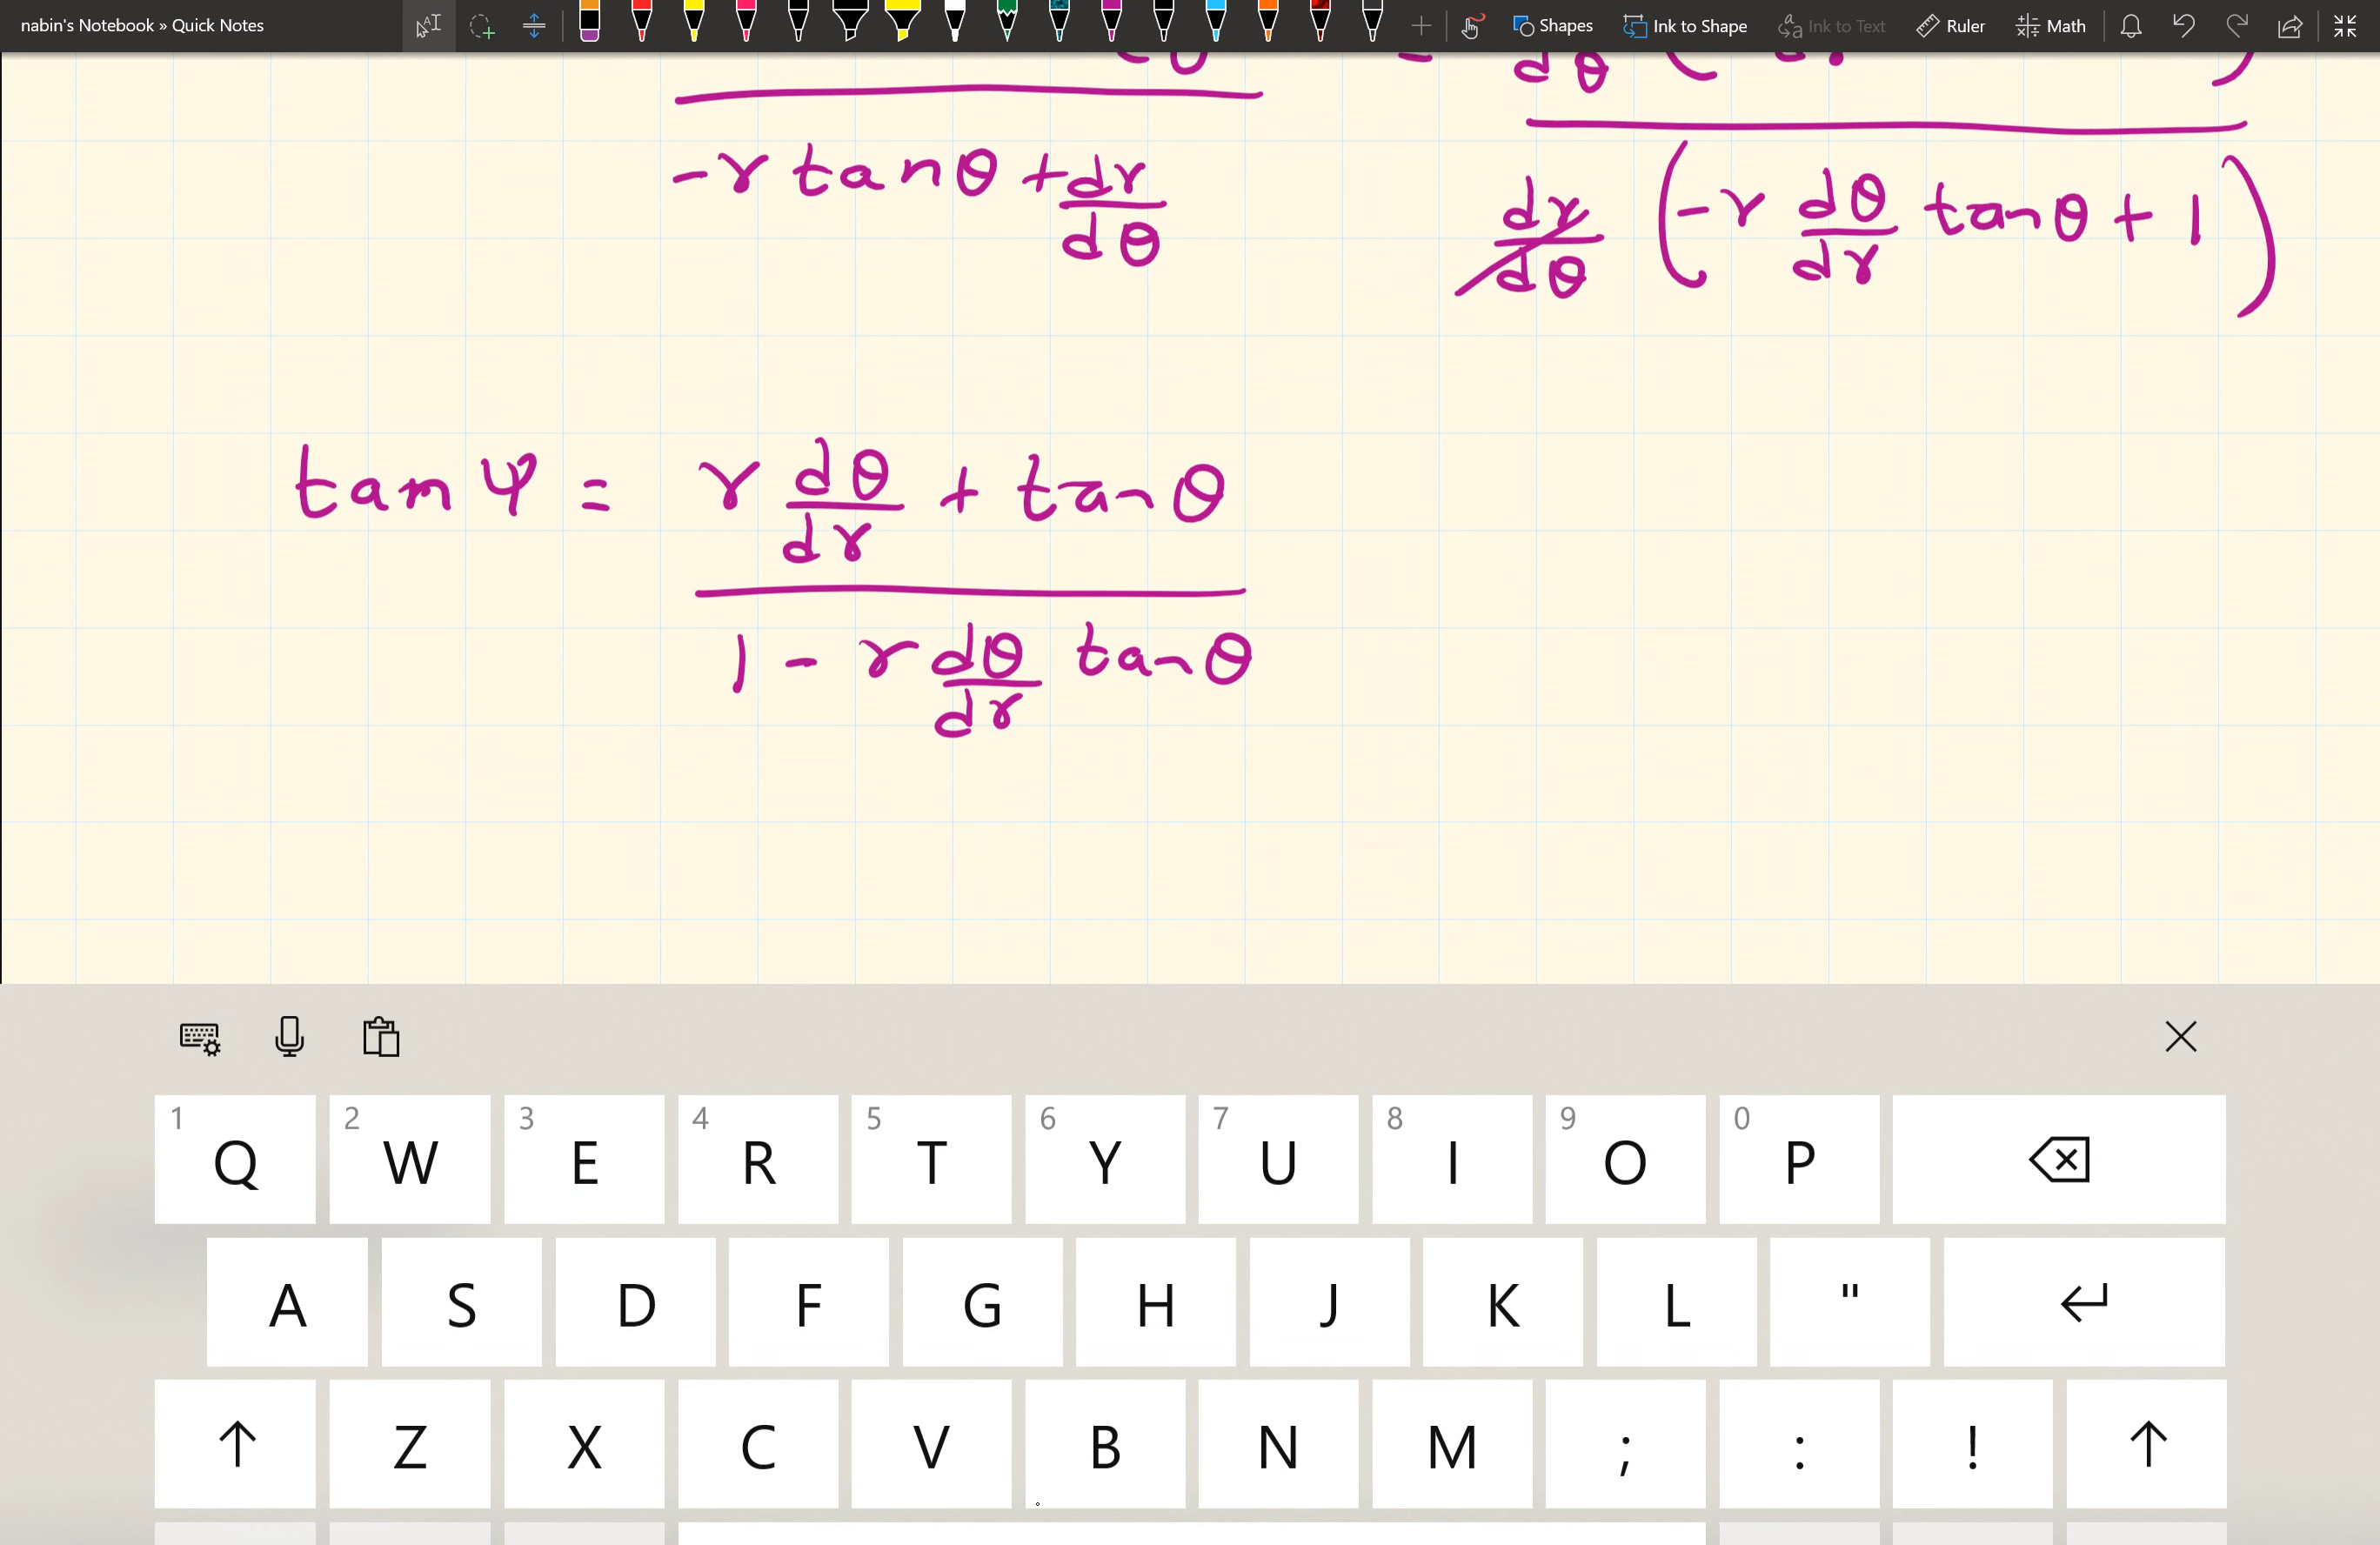 nabin's Notebook » Quick Notes Shapes Ink to Shape Ink to Text Ruler Math
dθ
-r tanθ + dr/dθ
dr/dθ (-r dθ/dr tanθ + 1)
tan ψ = r dθ/dr + tanθ
1 - r dθ/dr tanθ
1 2 3 4 5 6 7 8 9 0
Q W E R T Y U I O P
A S D F G H J K L "
Z X C V B N M ; : !